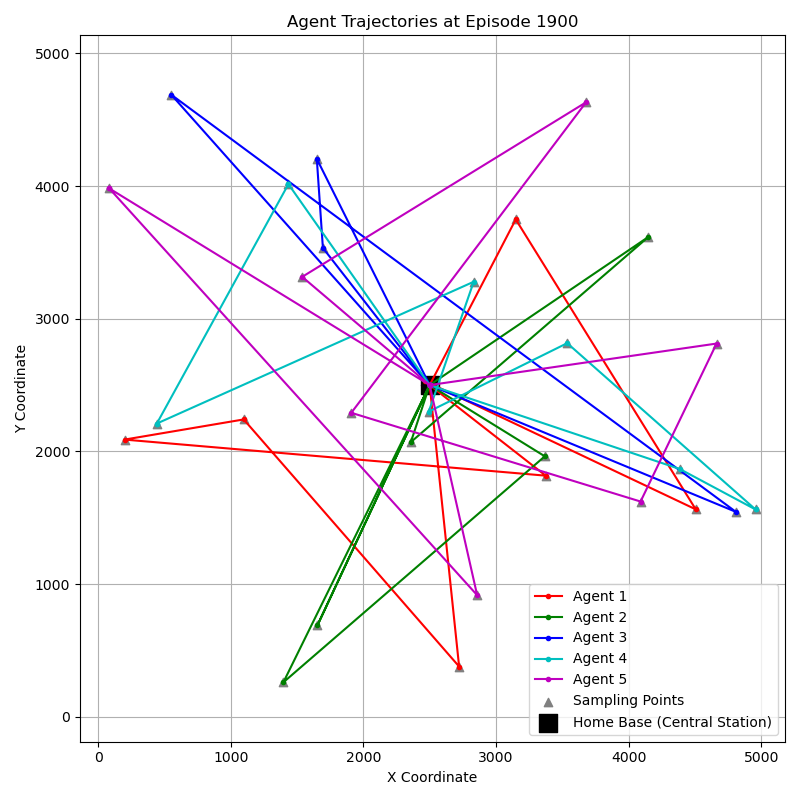 Agent Trajectories at Episode 1900
5000
4000
3000
2000
1000
0
Y Coordinate
0 1000 2000 3000 4000 5000
X Coordinate
Agent 1
Agent 2
Agent 3
Agent 4
Agent 5
Sampling Points
Home Base (Central Station)